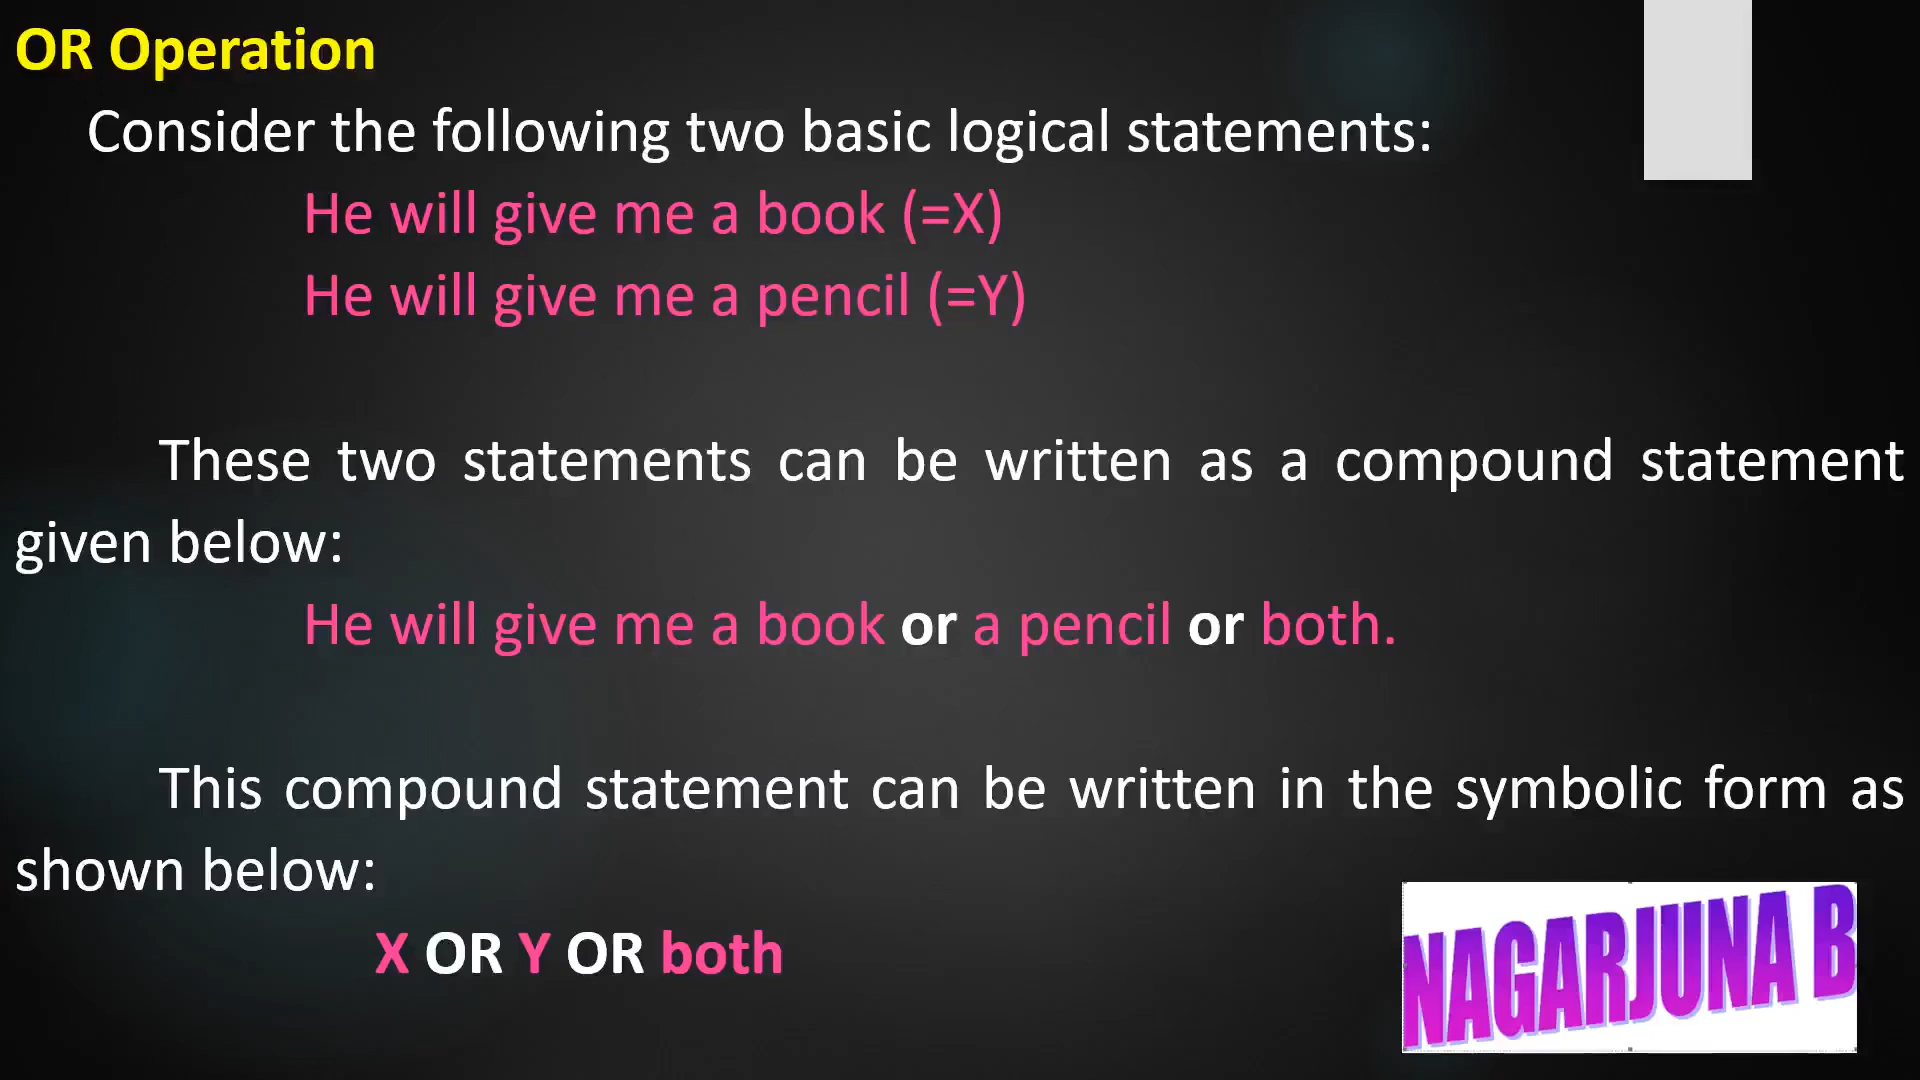 OR Operation
Consider the following two basic logical statements:
He will give me a book (=X)
He will give me a pencil (=Y)
These two statements can be written as a compound statement
given below:
He will give me a book or a pencil or both.
This compound statement can be written in the symbolic form as
shown below:
X OR Y OR both
NAGARJUNA B